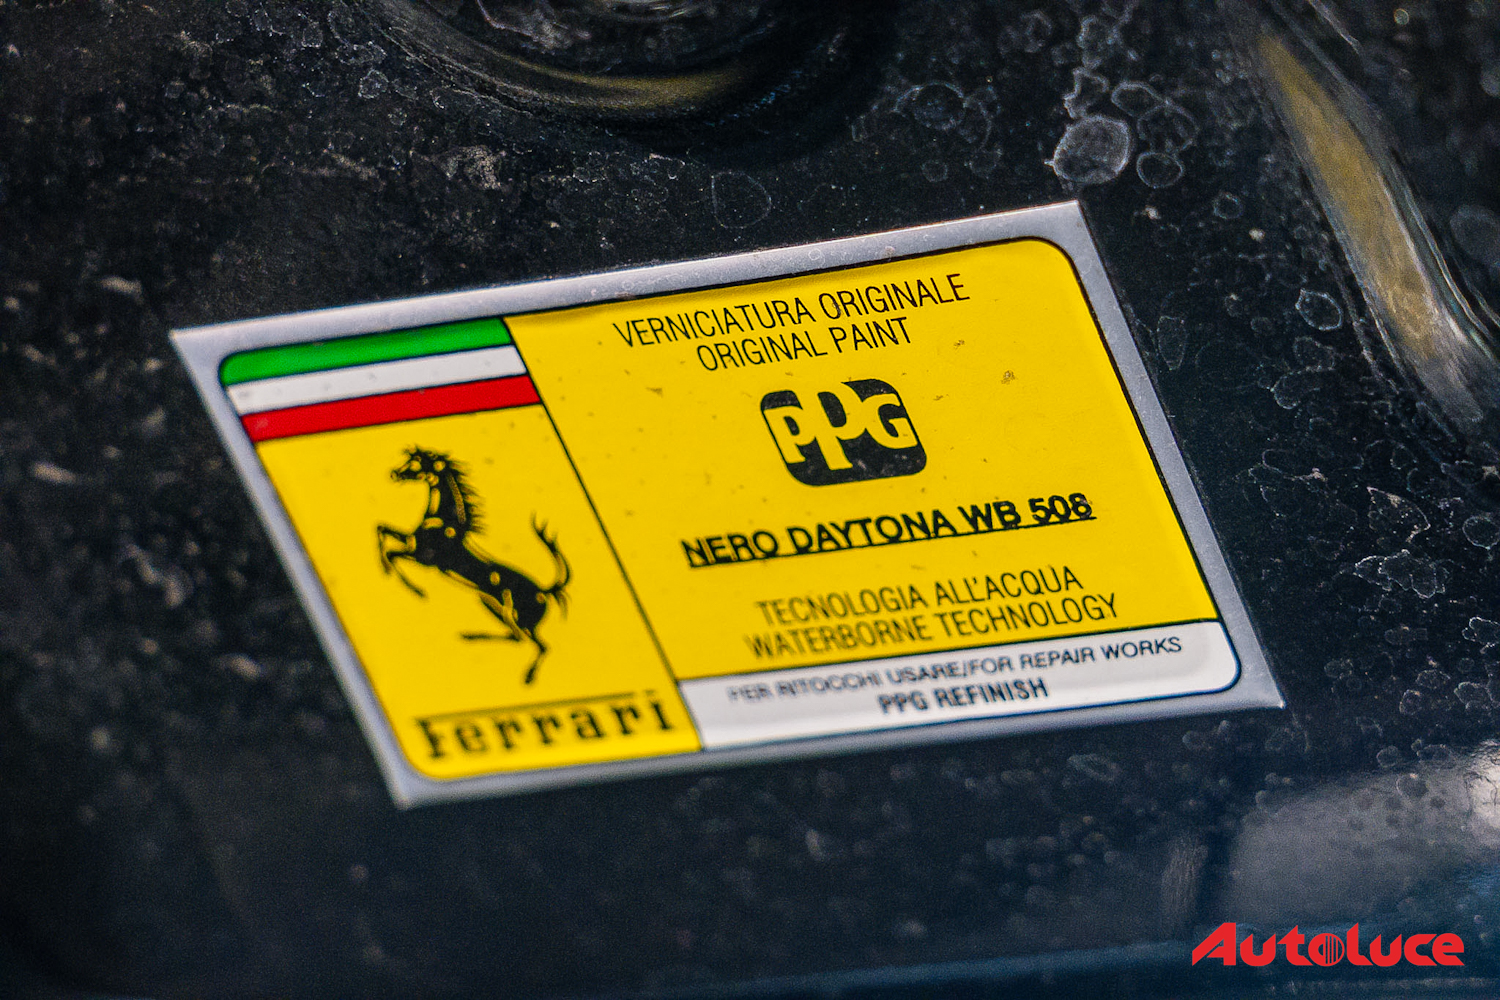 VERNICIATURA ORIGINALE
ORIGINAL PAINT
PPG
NERO DAYTONA WB 508
TECNOLOGIA ALL'ACQUA
WATERBORNE TECHNOLOGY
PER RITOCCHI USARE/FOR REPAIR WORKS
PPG REFINISH
Ferrari
Autoluce